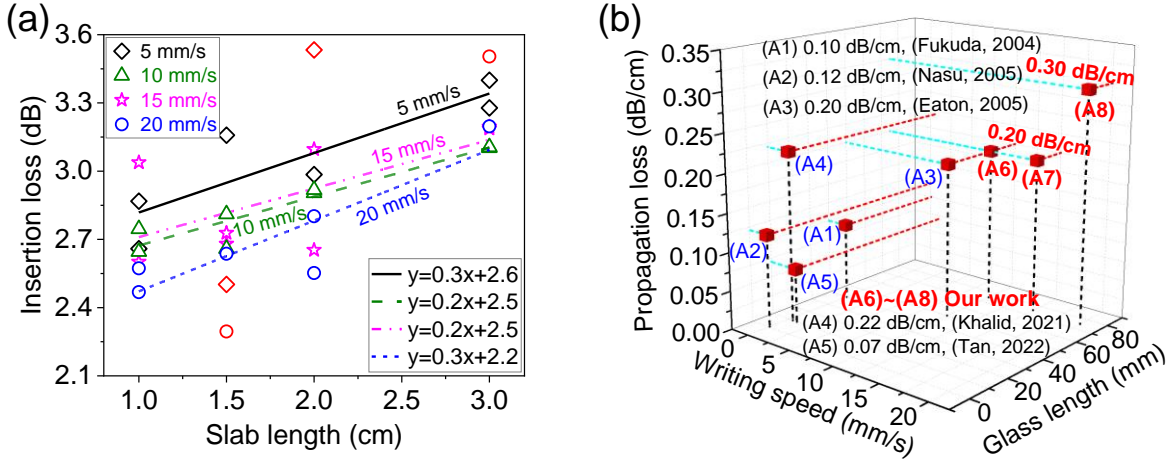 (a)
Insertion loss (dB)
3.6
3.3
3.0
2.7
2.4
2.1
5 mm/s
10 mm/s
15 mm/s
20 mm/s
5 mm/s
15 mm/s
10 mm/s
20 mm/s
y=0.3x+2.6
y=0.2x+2.5
y=0.2x+2.5
y=0.3x+2.2
1.0 1.5 2.0 2.5 3.0
Slab length (cm)
(b)
Propagation loss (dB/cm)
0.35
0.30
0.25
0.20
0.15
0.10
0.05
0.00
(A1) 0.10 dB/cm, (Fukuda, 2004)
(A2) 0.12 dB/cm, (Nasu, 2005)
(A3) 0.20 dB/cm, (Eaton, 2005)
0.30 dB/cm
(A8)
0.20 dB/cm
(A4)
(A3)
(A6)
(A7)
(A2)
(A1)
(A5)
(A6)~(A8) Our work
(A4) 0.22 dB/cm, (Khalid, 2021)
(A5) 0.07 dB/cm, (Tan, 2022)
0 5 10 15 20
Writing speed (mm/s)
0 20 40 60 80
Glass length (mm)